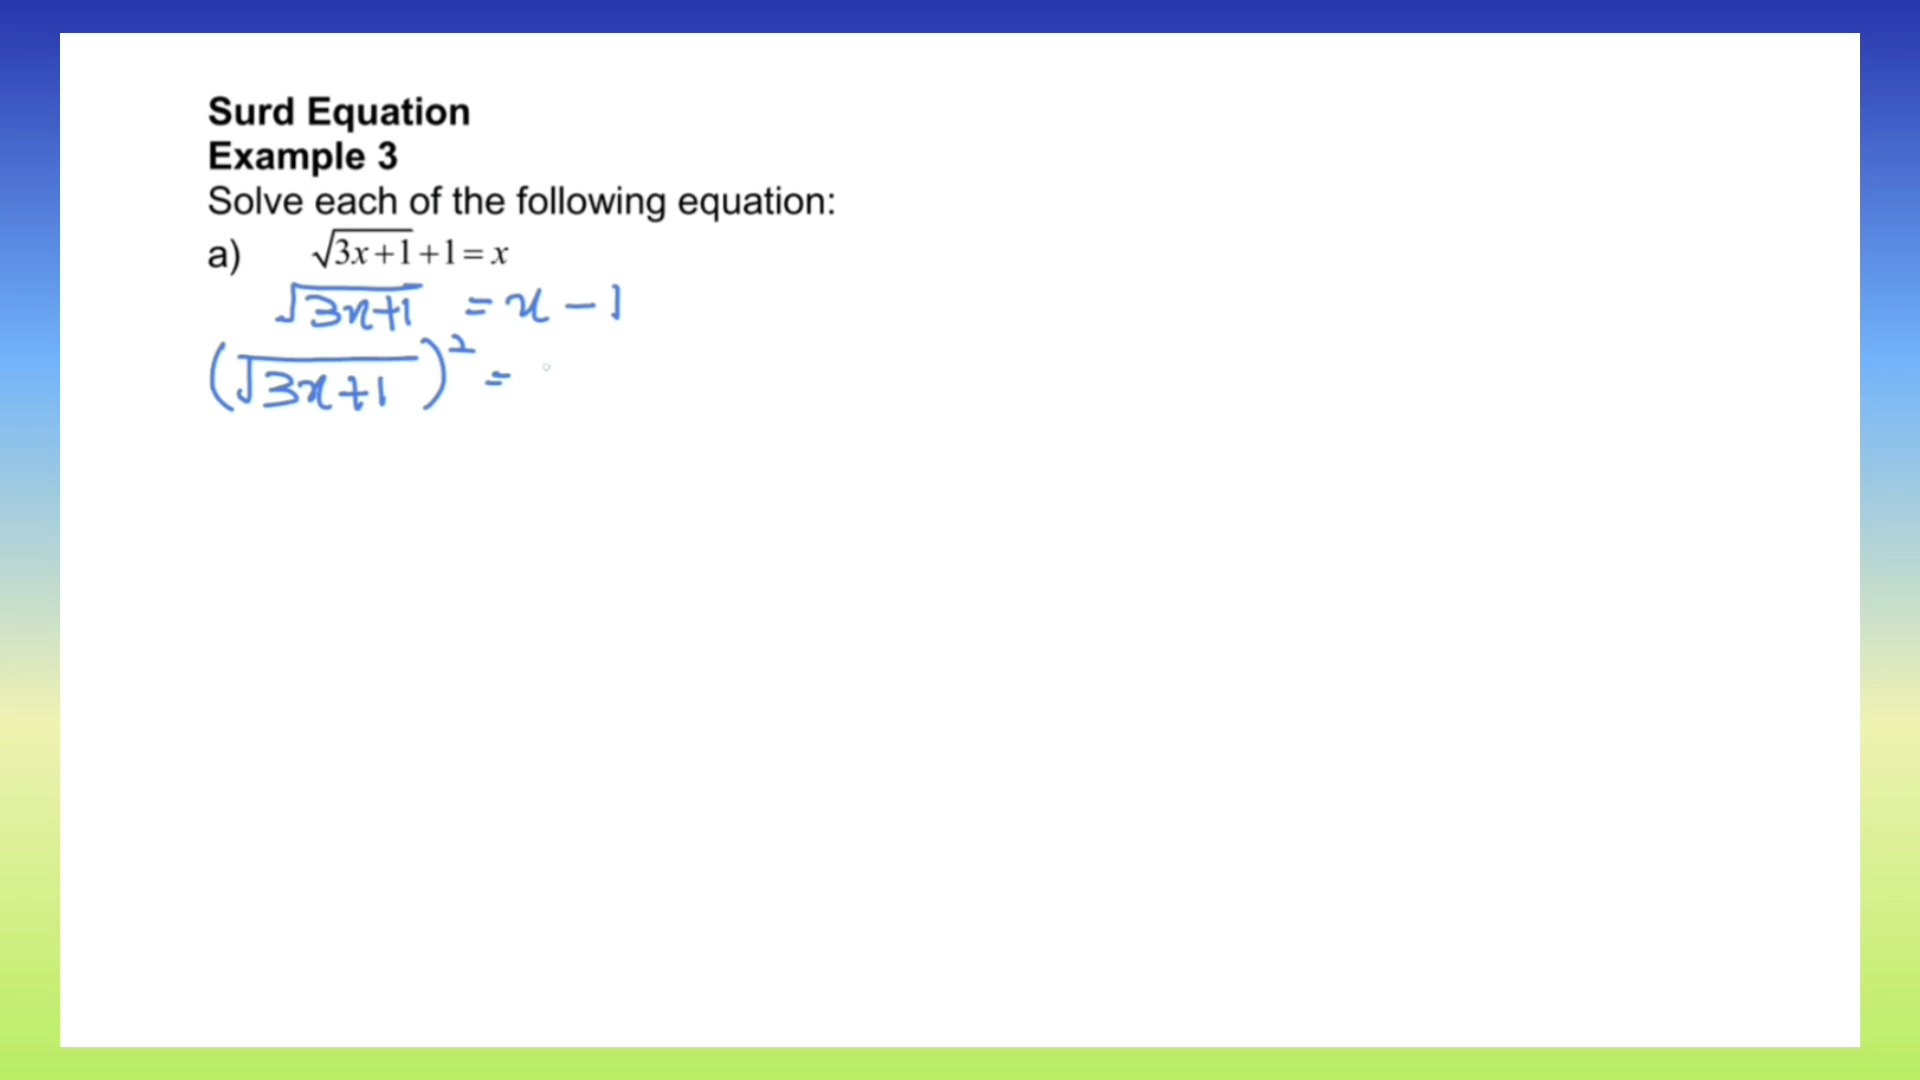 Surd Equation
Example 3
Solve each of the following equation:
a) √3x+1 +1 = x
√3x+1 = x − 1
(√3x+1)² =